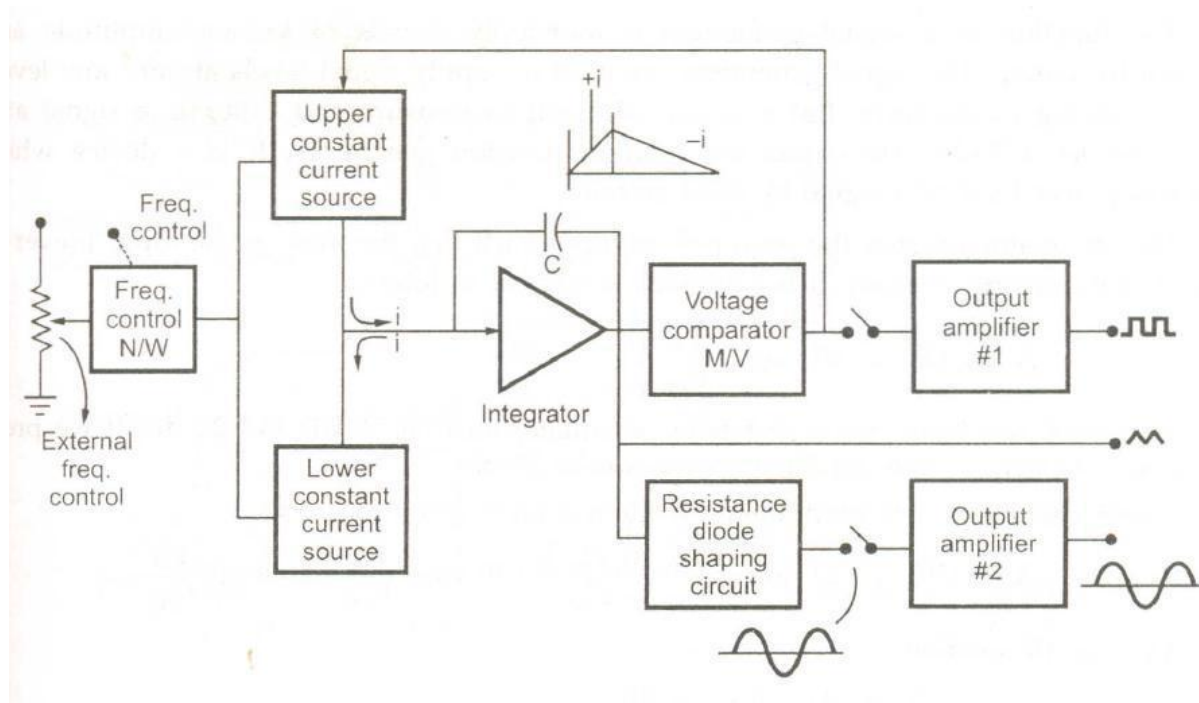 Upper
constant
current
source
+i
−i
Freq.
control
Freq.
control
N/W
External
freq.
control
i
C
Integrator
Voltage
comparator
M/V
Output
amplifier
#1
Lower
constant
current
source
Resistance
diode
shaping
circuit
Output
amplifier
#2